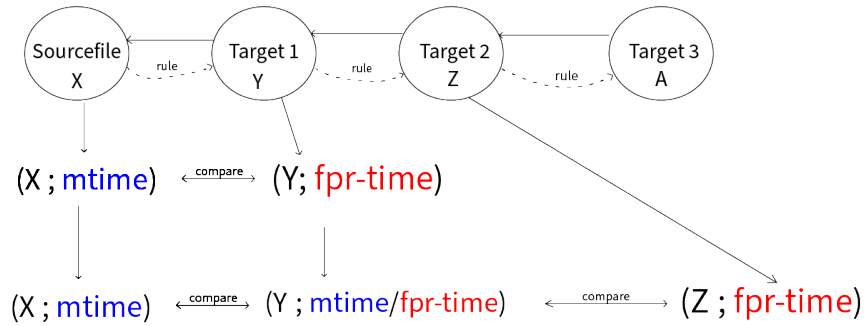 Sourcefile
X
Target 1
Y
Target 2
Z
Target 3
A
rule
rule
rule
(X ; mtime)
compare
(Y; fpr-time)
(X ; mtime)
compare
(Y ; mtime/fpr-time)
compare
(Z ; fpr-time)